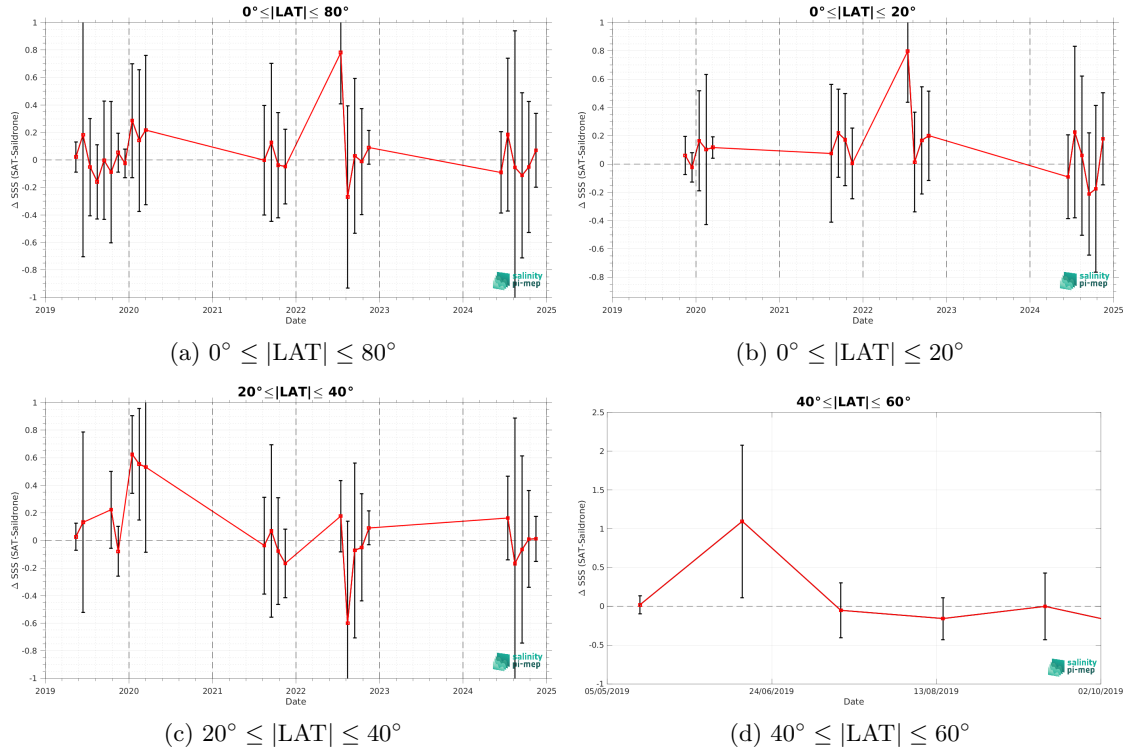 0°≤|LAT|≤ 80°
1
0.8
0.6
0.4
0.2
0
-0.2
-0.4
-0.6
-0.8
-1
Δ SSS (SAT-Saildrone)
2019 2020 2021 2022 2023 2024 2025
Date
salinity
pi-mep
(a) 0° ≤ |LAT| ≤ 80°
0°≤|LAT|≤ 20°
1
0.8
0.6
0.4
0.2
0
-0.2
-0.4
-0.6
-0.8
Δ SSS (SAT-Saildrone)
2020 2021 2022 2023 2024 2025
Date
salinity
pi-mep
(b) 0° ≤ |LAT| ≤ 20°
20°≤|LAT|≤ 40°
1
0.8
0.6
0.4
0.2
0
-0.2
-0.4
-0.6
-0.8
-1
Δ SSS (SAT-Saildrone)
2019 2020 2021 2022 2023 2024 2025
Date
salinity
pi-mep
(c) 20° ≤ |LAT| ≤ 40°
40°≤|LAT|≤ 60°
2.5
2
1.5
1
0.5
0
-0.5
-1
Δ SSS (SAT-Saildrone)
05/05/2019 24/06/2019 13/08/2019 02/10/2019
Date
salinity
pi-mep
(d) 40° ≤ |LAT| ≤ 60°